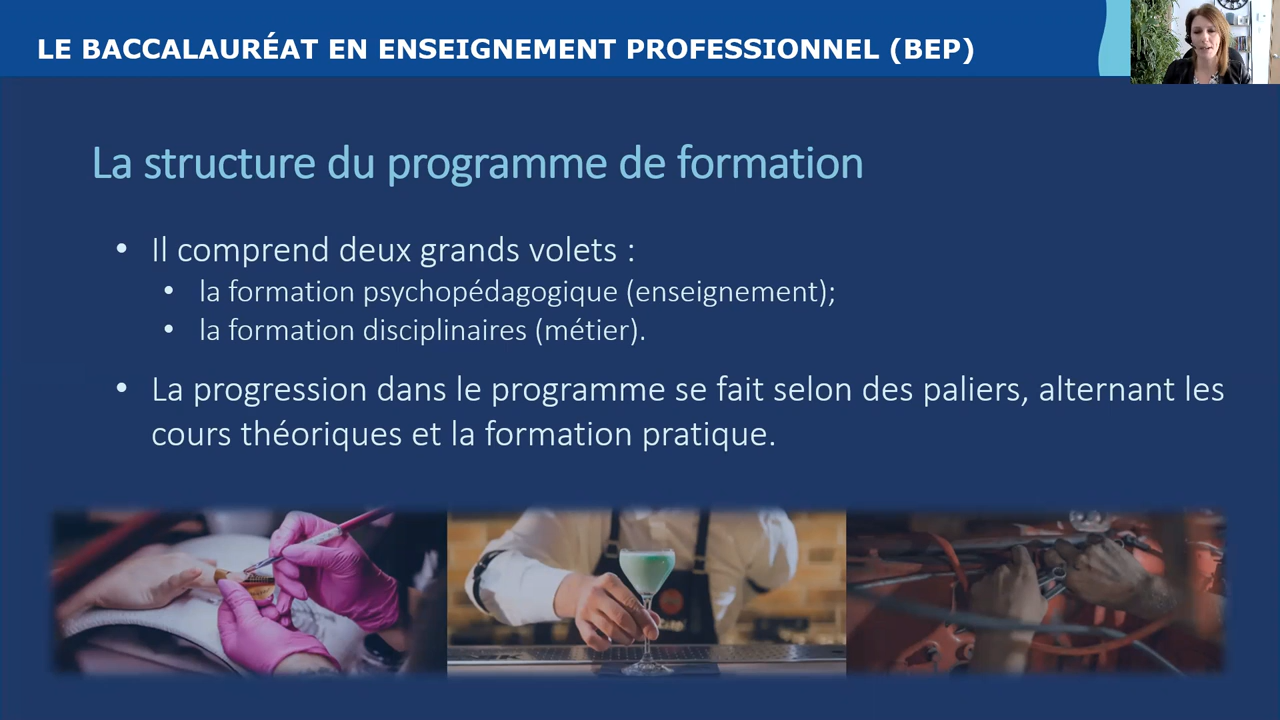 LE BACCALAURÉAT EN ENSEIGNEMENT PROFESSIONNEL (BEP)
La structure du programme de formation
• Il comprend deux grands volets :
• la formation psychopédagogique (enseignement);
• la formation disciplinaires (métier).
• La progression dans le programme se fait selon des paliers, alternant les
cours théoriques et la formation pratique.